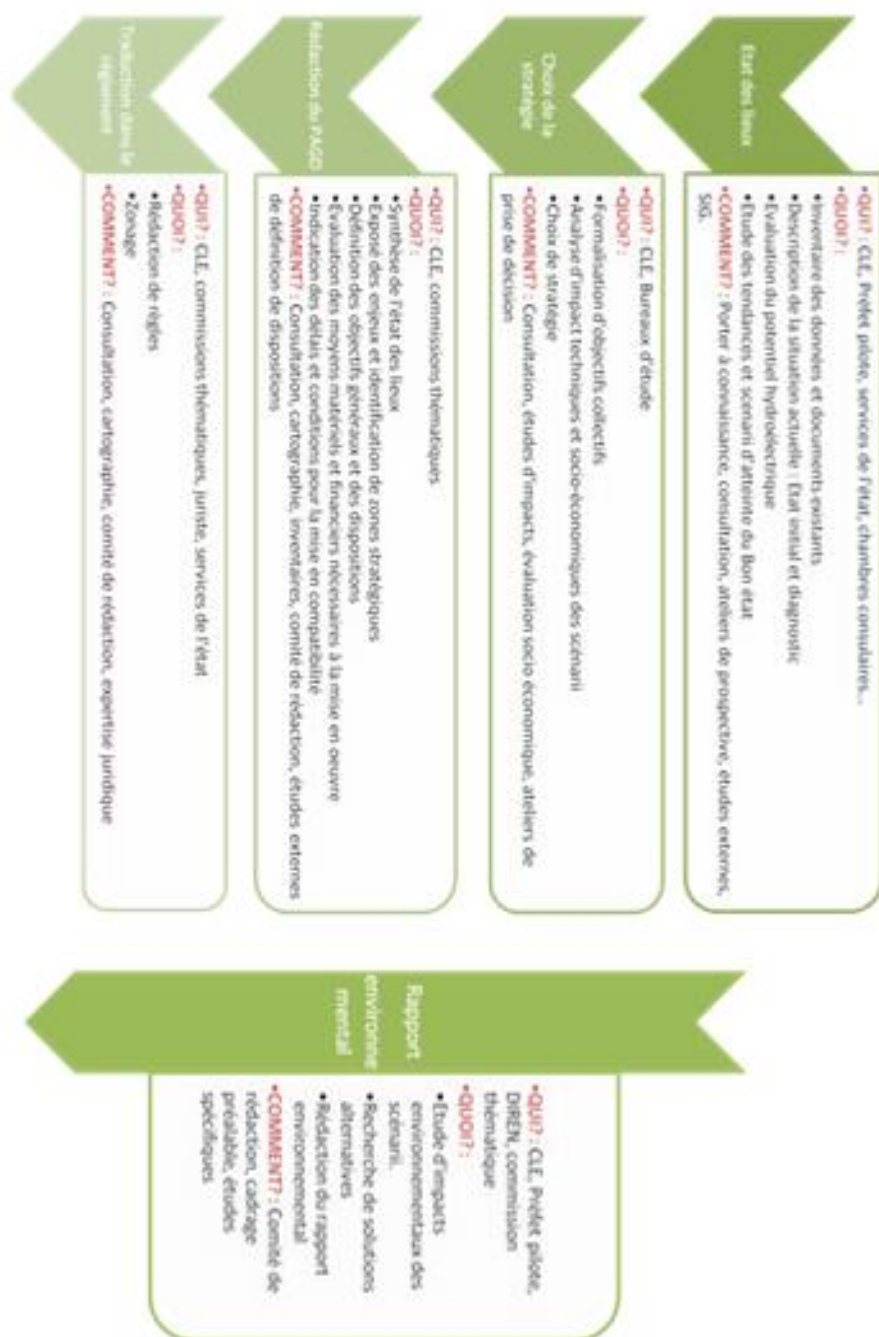 Etat des lieux
•QUI? : CLE, Préfet pilote, services de l'état, chambres consulaires...
•QUOI? :
•Inventaire des données et documents existants
•Description de la situation actuelle : Etat initial et diagnostic
•Evaluation du potentiel hydroélectrique
•Etude des tendances et scenarii d'atteinte du Bon état
•COMMENT? : Porter à connaissance, consultation, ateliers de prospective, études externes,
SIG.
Choix de la
stratégie
•QUI? : CLE, Bureaux d'étude
•QUOI? :
•Formalisation d'objectifs collectifs
•Analyse d'impact techniques et socio-économiques des scénarii
•Choix de stratégie
•COMMENT? : Consultation, études d'impacts, évaluation socio économique, ateliers de
prise de décision
Rédaction du PAGD
•QUI? : CLE, commissions thématiques
•QUOI? :
•Synthèse de l'état des lieux
•Exposé des enjeux et identification de zones stratégiques
•Définition des objectifs généraux et des dispositions
•Evaluation des moyens matériels et financiers nécessaires à la mise en oeuvre
•Indication des délais et conditions pour la mise en compatibilité
•COMMENT? : Consultation, cartographie, inventaires, comité de rédaction, études externes
de définition de dispositions
Traduction dans le
règlement
•QUI? : CLE, commissions thématiques, juriste, services de l'état
•QUOI? :
•Rédaction de règles
•Zonage
•COMMENT? : Consultation, cartographie, comité de rédaction, expertise juridique
Rapport
environne
mental
•QUI? : CLE, Préfet pilote,
DIREN, commission
thématique
•QUOI? :
•Etude d'impacts
environnementaux des
scénarii.
•Recherche de solutions
alternatives
•Rédaction du rapport
environnemental
•COMMENT? : Comité de
rédaction, cadrage
préalable, études
spécifiques